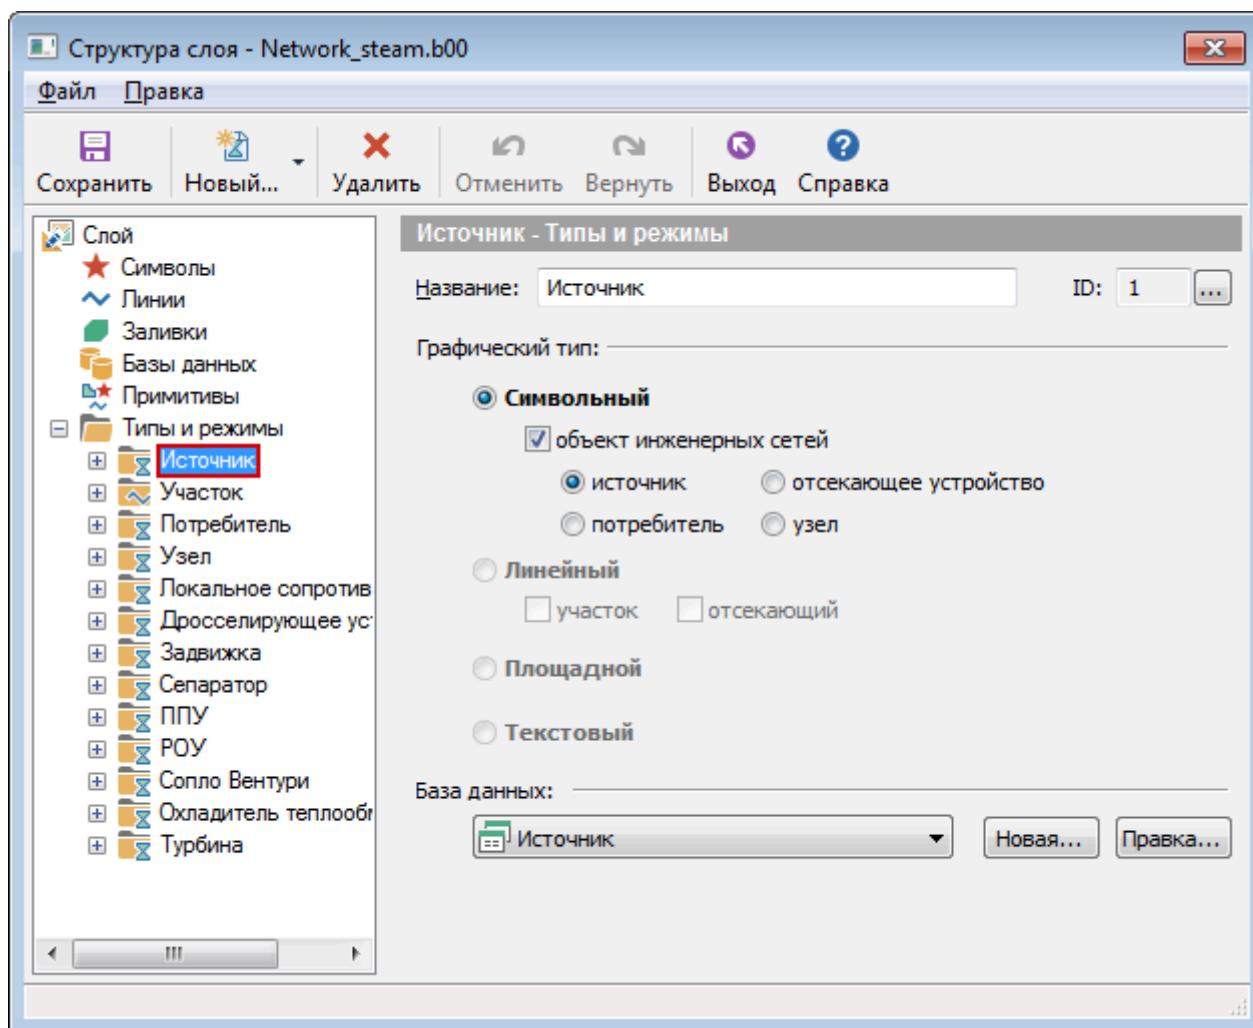 Структура слоя - Network_steam.b00
Файл Правка
Сохранить Новый... Удалить Отменить Вернуть Выход Справка
Слой
Символы
Линии
Заливки
Базы данных
Примитивы
Типы и режимы
Источник
Участок
Потребитель
Узел
Локальное сопротив
Дросселирующее ус
Задвижка
Сепаратор
ППУ
РОУ
Сопло Вентури
Охладитель теплооб
Турбина
Источник - Типы и режимы
Название: Источник ID: 1 ...
Графический тип:
Символьный
объект инженерных сетей
источник отсекающее устройство
потребитель узел
Линейный
участок отсекающий
Площадной
Текстовый
База данных:
Источник Новая... Правка...